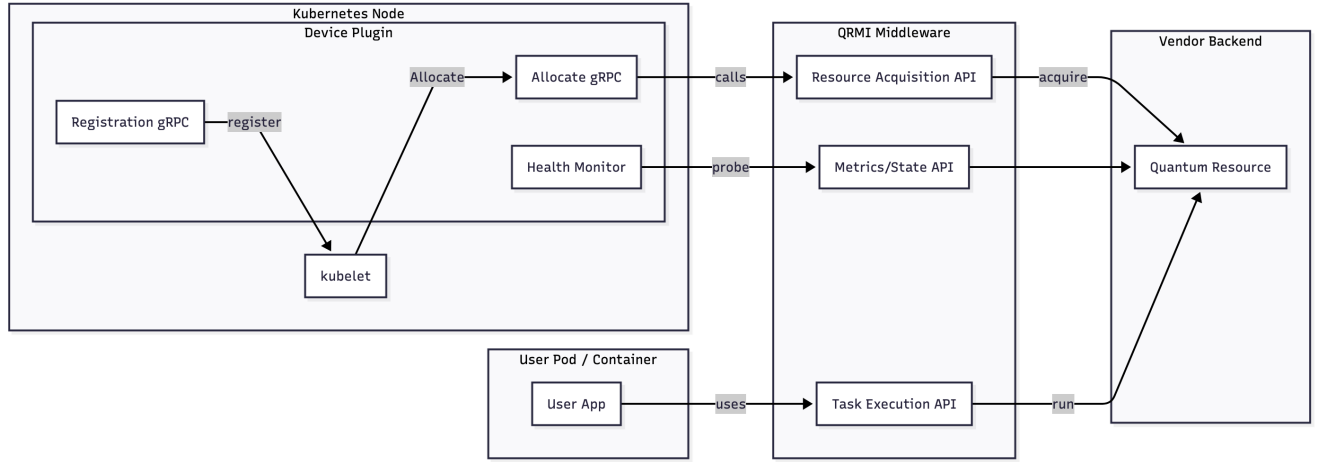 Kubernetes Node
Device Plugin
Registration gRPC
register
Allocate
Allocate gRPC
Health Monitor
kubelet
calls
probe
QRMI Middleware
Resource Acquisition API
Metrics/State API
Task Execution API
acquire
run
Vendor Backend
Quantum Resource
User Pod / Container
User App
uses